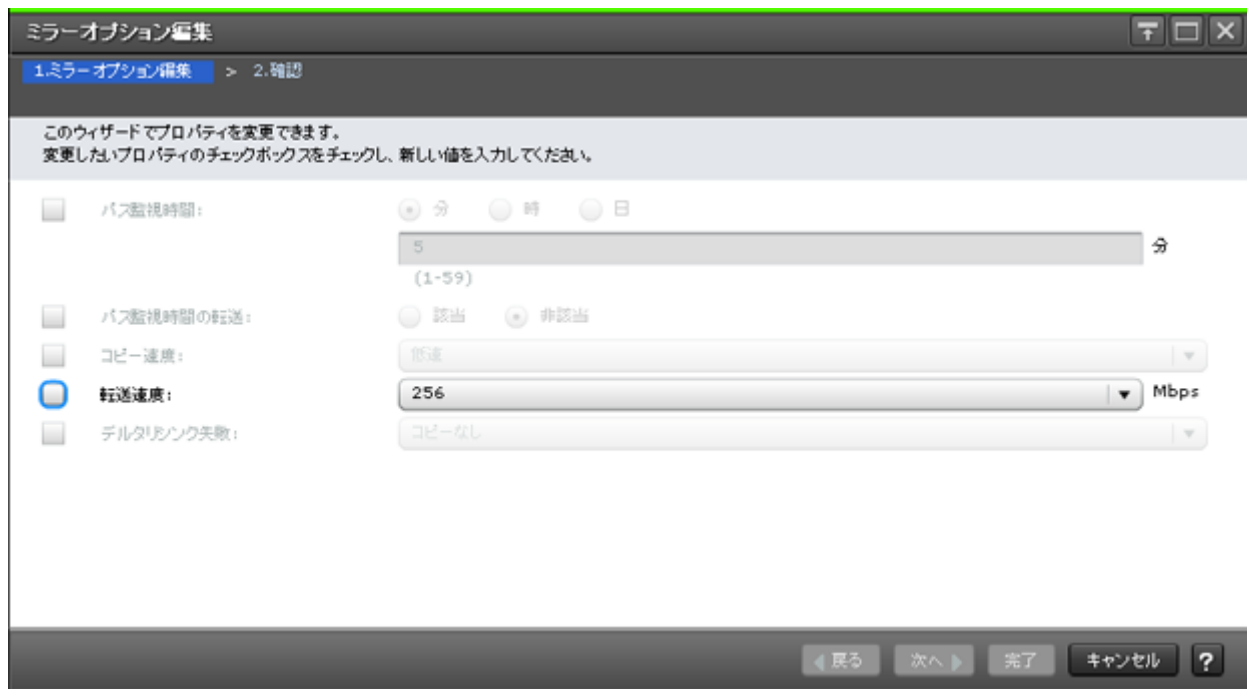 ミラーオプション編集
1.ミラーオプション編集 > 2.確認
このウィザードでプロパティを変更できます。
変更したいプロパティのチェックボックスをチェックし、新しい値を入力してください。
パス監視時間: 分 時 日
5 分
(1-59)
パス監視時間の転送: 該当 非該当
コピー速度: 低速
転送速度: 256 Mbps
デルタリシンク失敗: コピーなし
戻る 次へ 完了 キャンセル ?